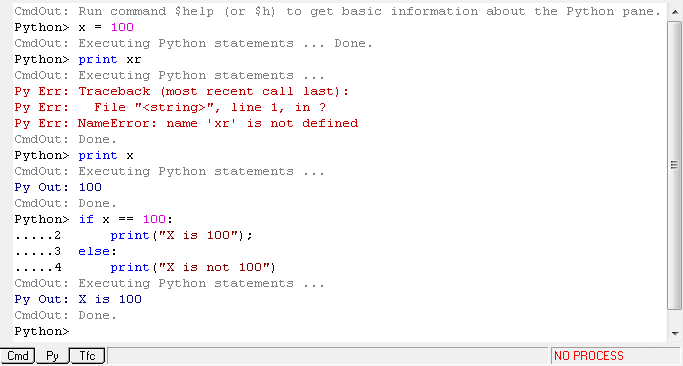 CmdOut: Run command $help (or $h) to get basic information about the Python pane.
Python> x = 100
CmdOut: Executing Python statements ... Done.
Python> print xr
CmdOut: Executing Python statements ...
Py Err: Traceback (most recent call last):
Py Err:   File "<string>", line 1, in ?
Py Err: NameError: name 'xr' is not defined
CmdOut: Done.
Python> print x
CmdOut: Executing Python statements ...
Py Out: 100
CmdOut: Done.
Python> if x == 100:
.....2      print("X is 100");
.....3  else:
.....4      print("X is not 100")
CmdOut: Executing Python statements ...
Py Out: X is 100
CmdOut: Done.
Python>
Cmd Py Tfc NO PROCESS